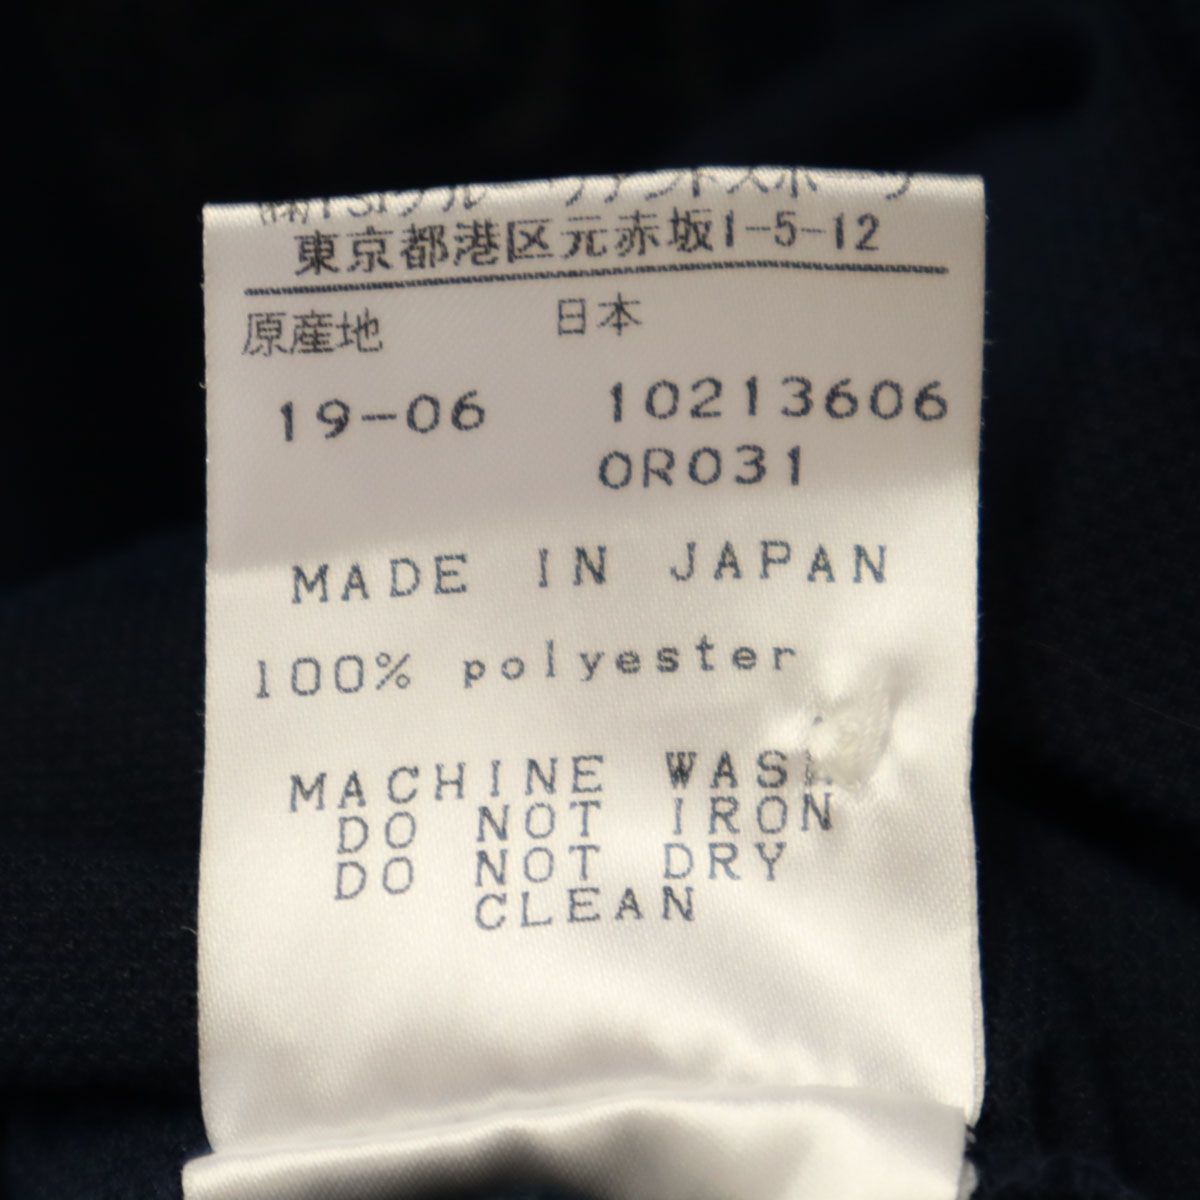 東京都港区元赤坂1-5-12
原産地 日本
19-06 10213606
OR031
MADE IN JAPAN
100% polyester
MACHINE WASH
DO NOT IRON
DO NOT DRY
CLEAN